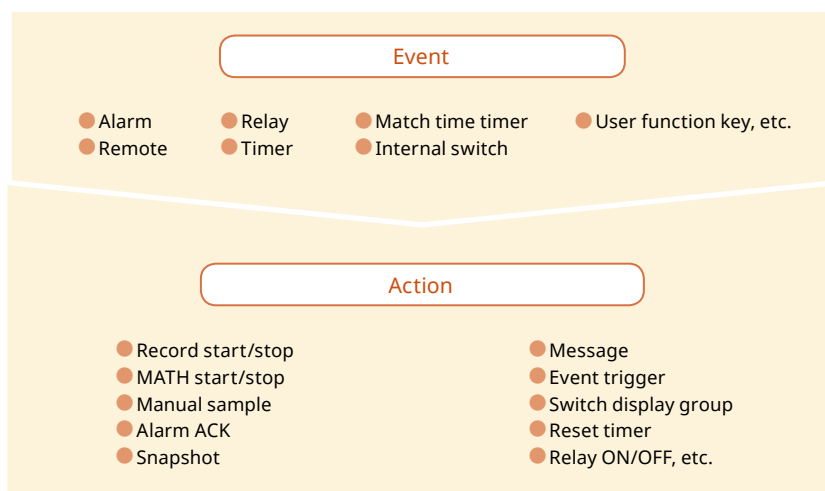 Event
Alarm Relay Match time timer User function key, etc.
Remote Timer Internal switch
Action
Record start/stop Message
MATH start/stop Event trigger
Manual sample Switch display group
Alarm ACK Reset timer
Snapshot Relay ON/OFF, etc.